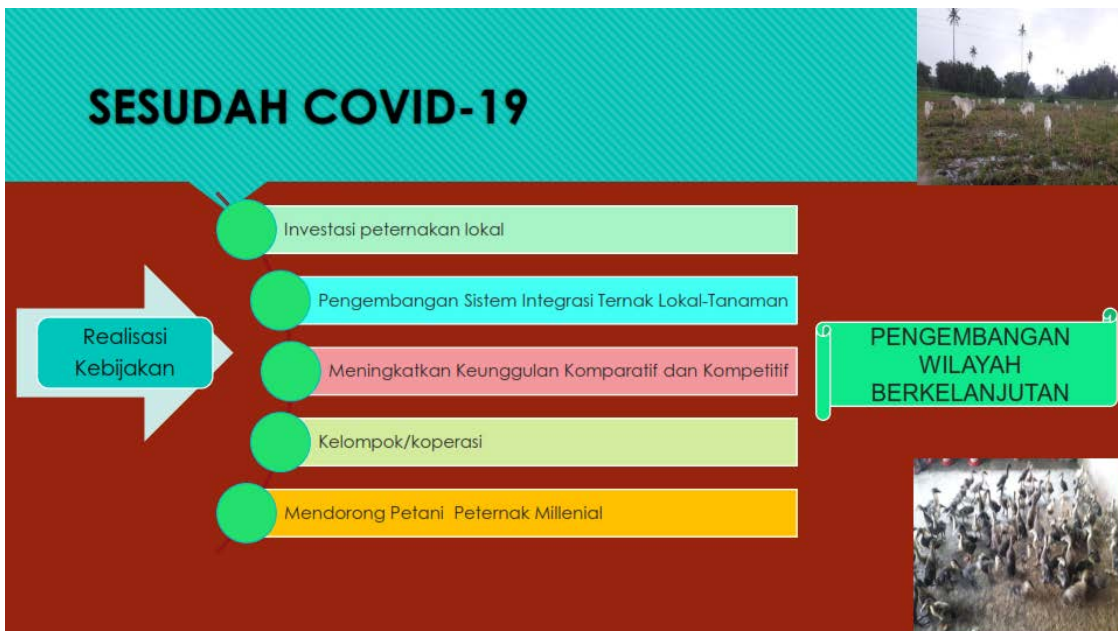 SESUDAH COVID-19
Investasi peternakan lokal
Pengembangan Sistem Integrasi Ternak Lokal-Tanaman
Realisasi
Kebijakan
Meningkatkan Keunggulan Komparatif dan Kompetitif
Kelompok/koperasi
Mendorong Petani Peternak Millenial
PENGEMBANGAN
WILAYAH
BERKELANJUTAN